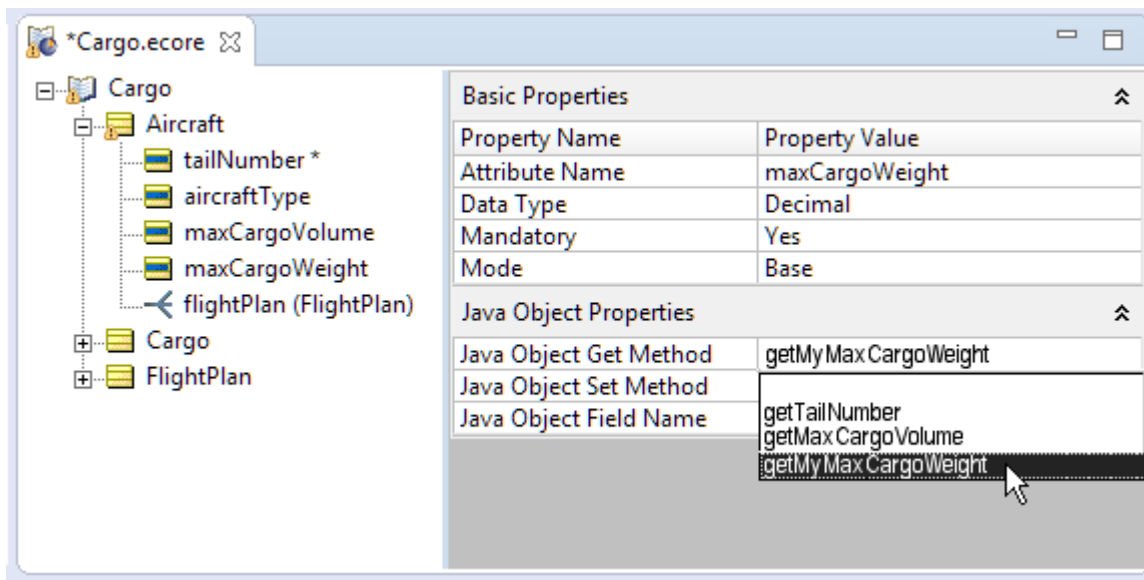 *Cargo.ecore
Cargo
Aircraft
tailNumber *
aircraftType
maxCargoVolume
maxCargoWeight
flightPlan (FlightPlan)
Cargo
FlightPlan
Basic Properties
Property Name Property Value
Attribute Name maxCargoWeight
Data Type Decimal
Mandatory Yes
Mode Base
Java Object Properties
Java Object Get Method getMyMaxCargoWeight
Java Object Set Method
Java Object Field Name
getTailNumber
getMaxCargoVolume
getMyMaxCargoWeight